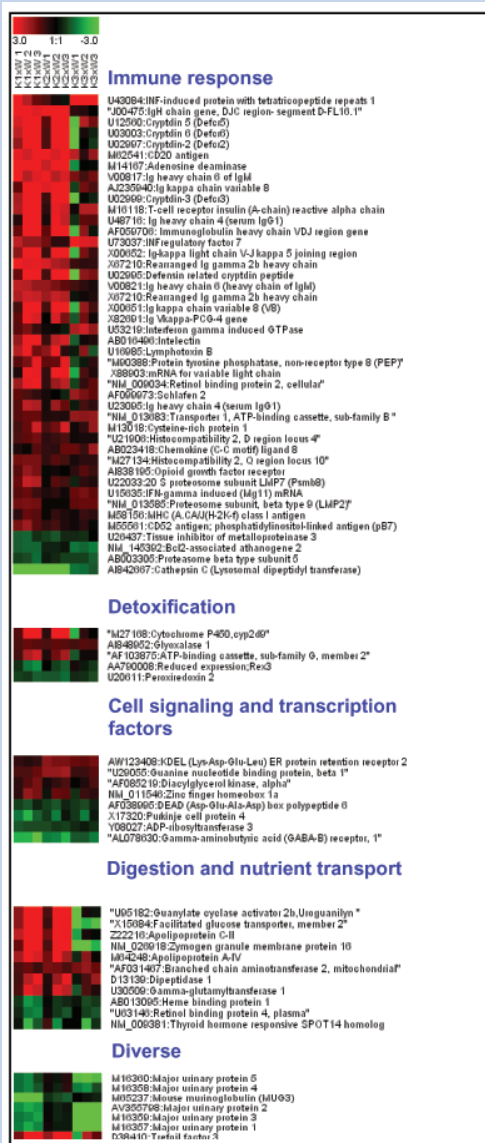 3.0 1:1 -3.0
K1xW 1
K1xW 2
K1xW 3
K2xW1
K2xW2
K2xW3
K3xW1
K3xW2
K3xW3
Immune response
U43084:INF-induced protein with tetratricopeptide repeats 1
"J00475:IgH chain gene, DJC region- segment D-FL16.1"
U12560:Cryptdin 5 (Defcr5)
U03003:Cryptdin 6 (Defcr6)
U02997:Cryptdin-2 (Defcr2)
M62541:CD20 antigen
M14167:Adenosine deaminase
V00817:Ig heavy chain 6 of IgM
AJ235940:Ig kappa chain variable 8
U02999:Cryptdin-3 (Defcr3)
M16118:T-cell receptor insulin (A-chain) reactive alpha chain
U48716: Ig heavy chain 4 (serum IgG1)
AF059706: Immunoglobulin heavy chain VDJ region gene
U73037:INFregulatory factor 7
X00652: Ig-kappa light chain V-J kappa 5 joining region
X67210:Rearranged Ig gamma 2b heavy chain
U02995:Defensin related cryptdin peptide
V00821:Ig heavy chain 6 (heavy chain of IgM)
X67210:Rearranged Ig gamma 2b heavy chain
X00651:Ig kappa chain variable 8 (V8)
X82691:Ig Vkappa-PCG-4 gene
U53219:Interferon gamma induced GTPase
AB016496:Intelectin
U16985:Lymphotoxin B
"M90388:Protein tyrosine phosphatase, non-receptor type 8 (PEP)"
X88903:mRNA for variable light chain
"NM_009034:Retinol binding protein 2, cellular"
AF099973:Schlafen 2
U23095:Ig heavy chain 4 (serum IgG1)
"NM_013683:Transporter 1, ATP-binding cassette, sub-family B "
M13018:Cysteine-rich protein 1
"U21906:Histocompatibility 2, D region locus 4"
AB023418:Chemokine (C-C motif) ligand 8
"M27134:Histocompatibility 2, Q region locus 10"
AI838195:Opioid growth factor receptor
U22033:20 S proteosome subunit LMP7 (Psmb8)
U15635:IFN-gamma induced (Mg11) mRNA
"NM_013585:Proteosome subunit, beta type 9 (LMP2)"
M58156:MHC (A.CA/J(H-2K-f) class I antigen
M55561:CD52 antigen; phosphatidylinositol-linked antigen (pB7)
U26437:Tissue inhibitor of metalloproteinase 3
NM_145392:Bcl2-associated athanogene 2
AB003305:Proteasome beta type subunit 5
AI842667:Cathepsin C (Lysosomal dipeptidyl transferase)
Detoxification
"M27168:Cytochrome P450,cyp2d9"
AI848952:Glyoxalase 1
"AF103875:ATP-binding cassette, sub-family G, member 2"
AA790008:Reduced expression;Rex3
U20611:Peroxiredoxin 2
Cell signaling and transcription
factors
AW123408:KDEL (Lys-Asp-Glu-Leu) ER protein retention receptor 2
"U29055:Guanine nucleotide binding protein, beta 1"
"AF085219:Diacylglycerol kinase, alpha"
NM_011546:Zinc finger homeobox 1a
AF038995:DEAD (Asp-Glu-Ala-Asp) box polypeptide 6
X17320:Pukinje cell protein 4
Y08027:ADP-ribosyltransferase 3
"AL078630:Gamma-aminobutyric acid (GABA-B) receptor, 1"
Digestion and nutrient transport
"U95182:Guanylate cyclase activator 2b,Uroguanilyn "
"X15684:Facilitated glucose transporter, member 2"
Z22216:Apolipoprotein C-II
NM_026918:Zymogen granule membrane protein 16
M64248:Apolipoprotein A-IV
"AF031467:Branched chain aminotransferase 2, mitochondrial"
D13139:Dipeptidase 1
U30509:Gamma-glutamyltransferase 1
AB013095:Heme binding protein 1
"U63146:Retinol binding protein 4, plasma"
NM_009381:Thyroid hormone responsive SPOT14 homolog
Diverse
M16360:Major urinary protein 5
M16358:Major urinary protein 4
M65237:Mouse murinoglobulin (MUG3)
AV355798:Major urinary protein 2
M16359:Major urinary protein 3
M16357:Major urinary protein 1
D38410:Trefoil factor 3